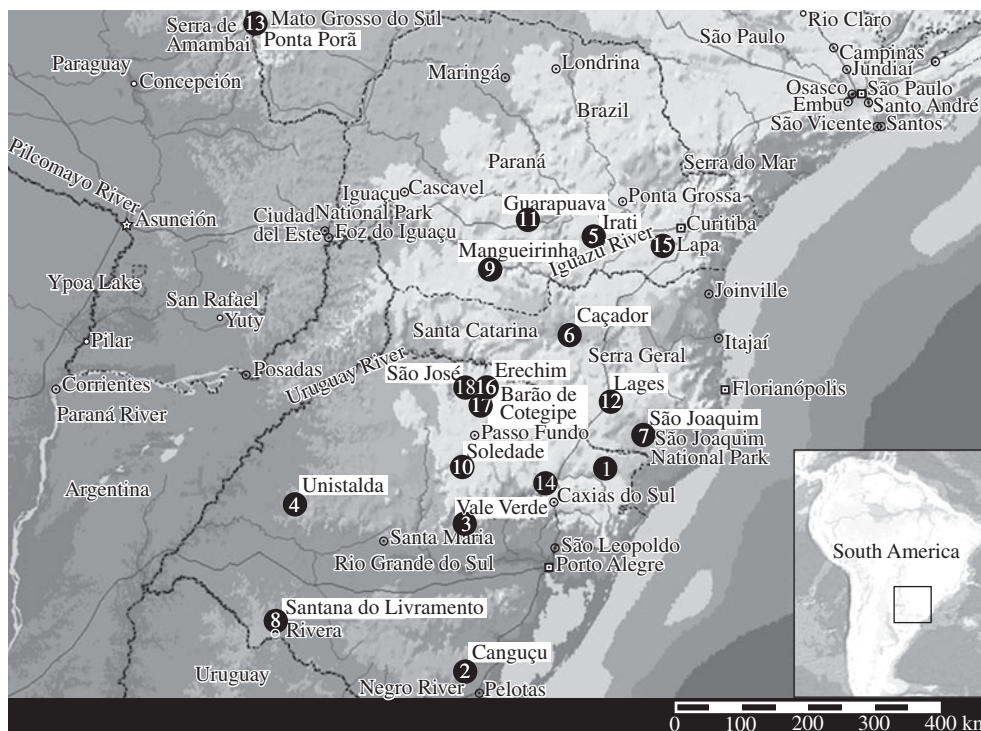 13
Mato Grosso do Sul
Serra de
Amambai
Ponta Porã
Rio Claro
São Paulo
Campinas
Jundiaí
Paraguay
Concepción
Maringá
Londrina
Osasco
São Paulo
Embu
Santo André
Brazil
São Vicente
Santos
Pilcomayo River
Paraná
Serra do Mar
Iguaçu
National Park
Cascavel
Ponta Grossa
Guarapuava
11
Asunción
Ciudad
del Este
Foz do Iguaçu
Irati
5
Curitiba
Mangueirinha
9
Iguazu River
15
Lapa
Ypoa Lake
San Rafael
Yuty
Joinville
Santa Catarina
Caçador
6
Pilar
Itajaí
Serra Geral
Uruguay River
Posadas
São José
Erechim
18
16
Lages
Corrientes
Florianópolis
17
Barão de
Cotegipe
12
Paraná River
São Joaquim
7
Passo Fundo
São Joaquim
National Park
Soledade
10
1
Argentina
14
Unistalda
4
Caxias do Sul
Vale Verde
3
Santa Maria
São Leopoldo
Rio Grande do Sul
Porto Alegre
South America
Santana do Livramento
8
Rivera
Canguçu
2
Uruguay
Negro River
Pelotas
0 100 200 300 400 km